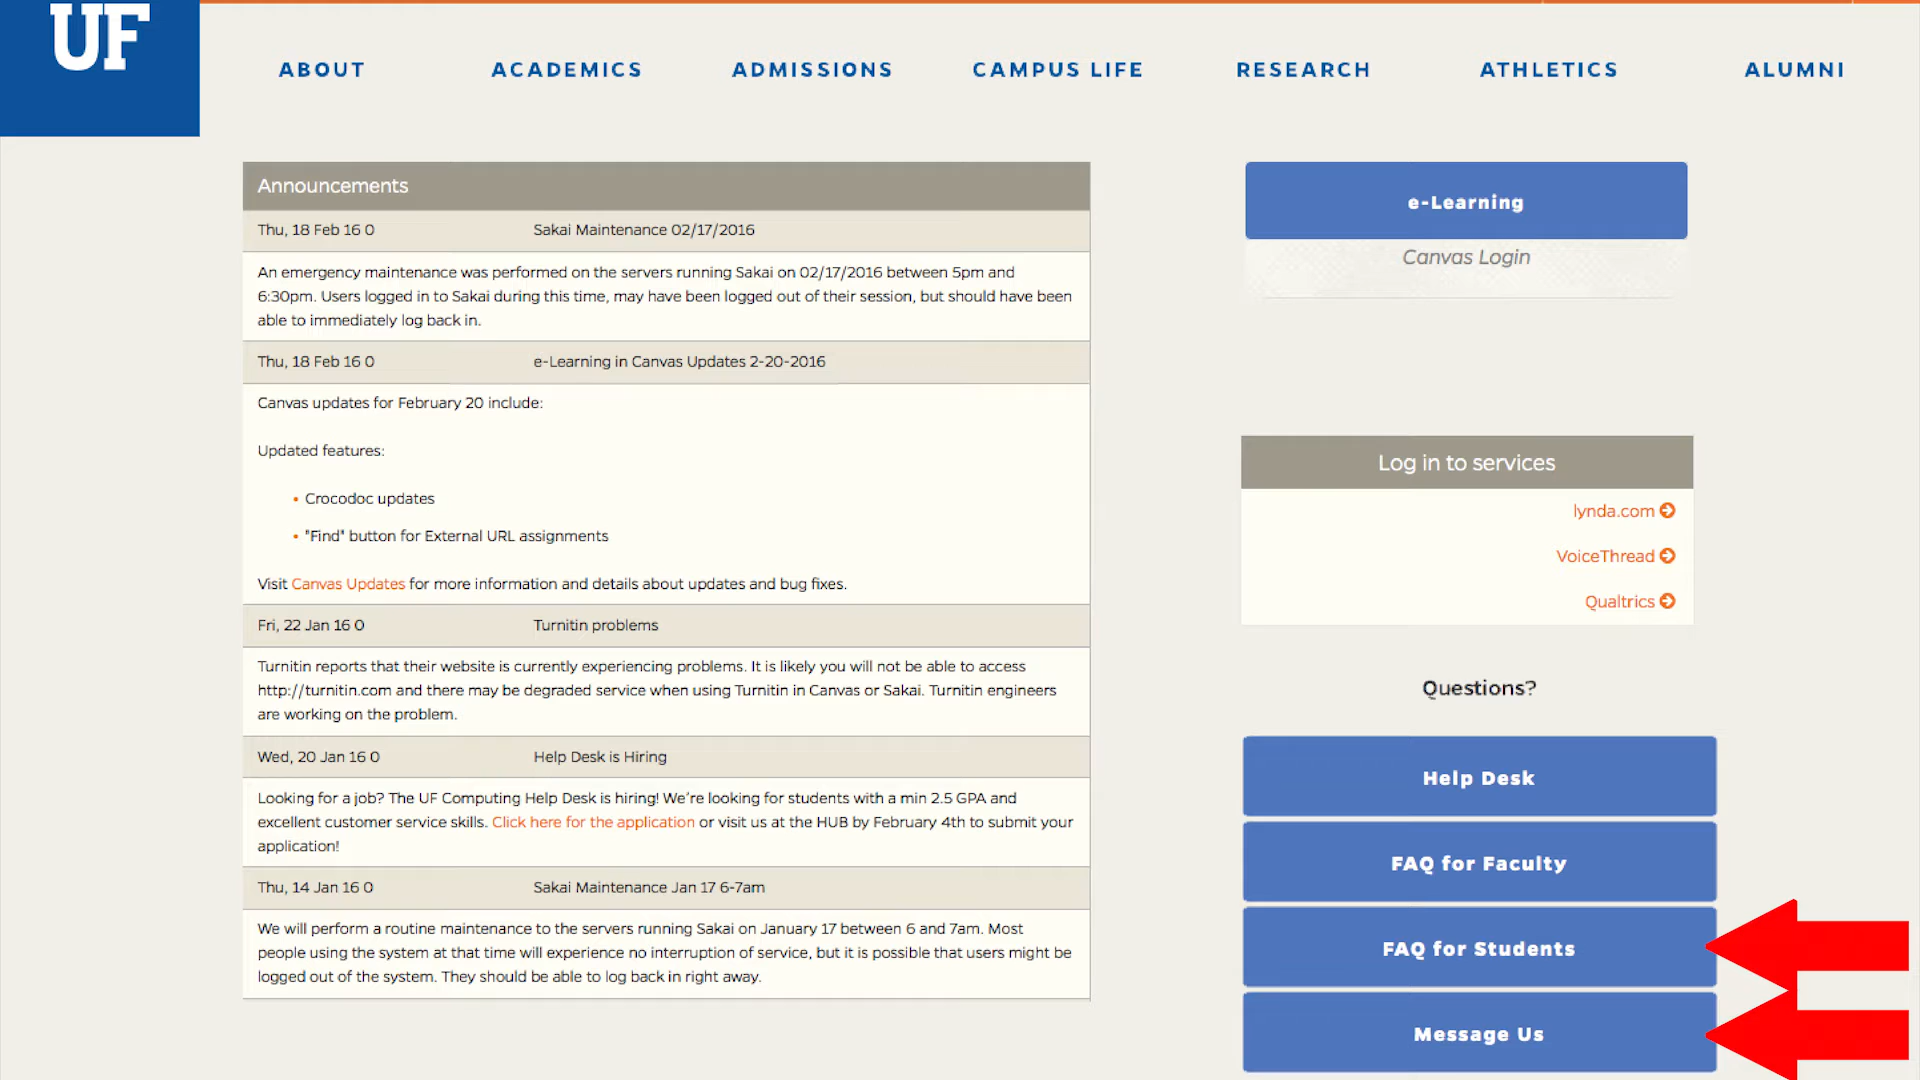 UF
ABOUT
ACADEMICS
ADMISSIONS
CAMPUS LIFE
RESEARCH
ATHLETICS
ALUMNI
Announcements
Thu, 18 Feb 16 0
Sakai Maintenance 02/17/2016
An emergency maintenance was performed on the servers running Sakai on 02/17/2016 between 5pm and
6:30pm. Users logged in to Sakai during this time, may have been logged out of their session, but should have been
able to immediately log back in.
Thu, 18 Feb 16 0
e-Learning in Canvas Updates 2-20-2016
Canvas updates for February 20 include:
Updated features:
• Crocodoc updates
• "Find" button for External URL assignments
Visit Canvas Updates for more information and details about updates and bug fixes.
Fri, 22 Jan 16 0
Turnitin problems
Turnitin reports that their website is currently experiencing problems. It is likely you will not be able to access
http://turnitin.com and there may be degraded service when using Turnitin in Canvas or Sakai. Turnitin engineers
are working on the problem.
Wed, 20 Jan 16 0
Help Desk is Hiring
Looking for a job? The UF Computing Help Desk is hiring! We're looking for students with a min 2.5 GPA and
excellent customer service skills. Click here for the application or visit us at the HUB by February 4th to submit your
application!
Thu, 14 Jan 16 0
Sakai Maintenance Jan 17 6-7am
We will perform a routine maintenance to the servers running Sakai on January 17 between 6 and 7am. Most
people using the system at that time will experience no interruption of service, but it is possible that users might be
logged out of the system. They should be able to log back in right away.
e-Learning
Canvas Login
Log in to services
lynda.com
VoiceThread
Qualtrics
Questions?
Help Desk
FAQ for Faculty
FAQ for Students
Message Us